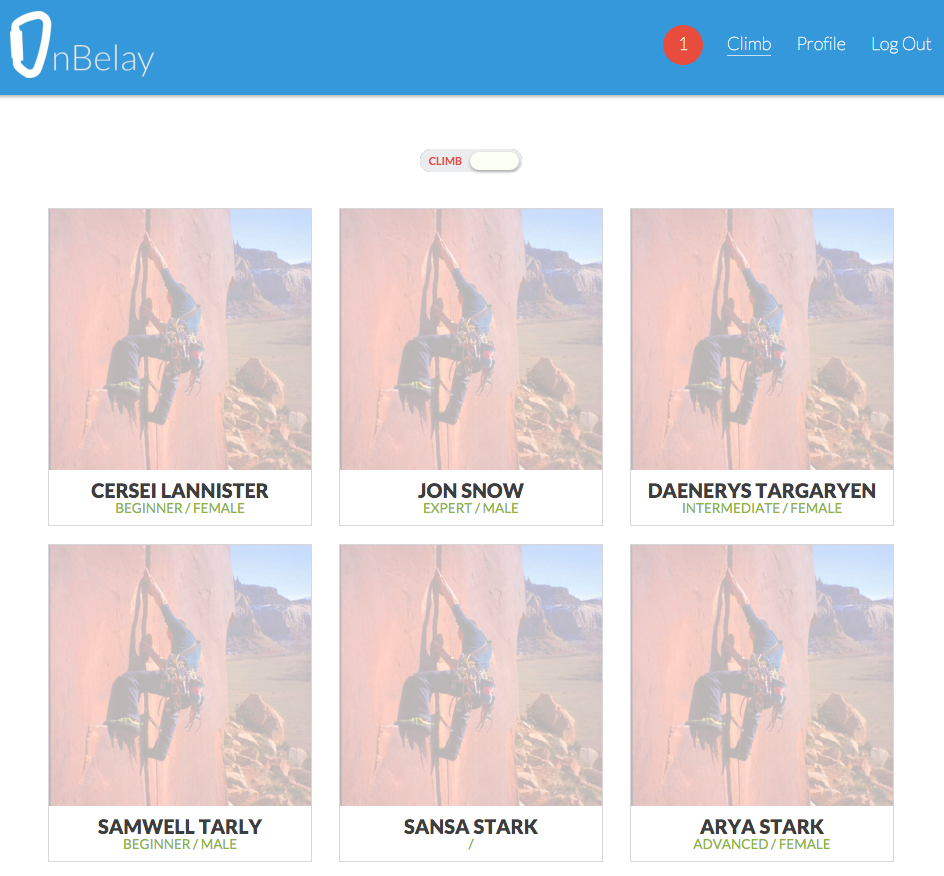 OnBelay
1 Climb Profile Log Out
CLIMB
CERSEI LANNISTER
BEGINNER / FEMALE
JON SNOW
EXPERT / MALE
DAENERYS TARGARYEN
INTERMEDIATE / FEMALE
SAMWELL TARLY
BEGINNER / MALE
SANSA STARK
/
ARYA STARK
ADVANCED / FEMALE